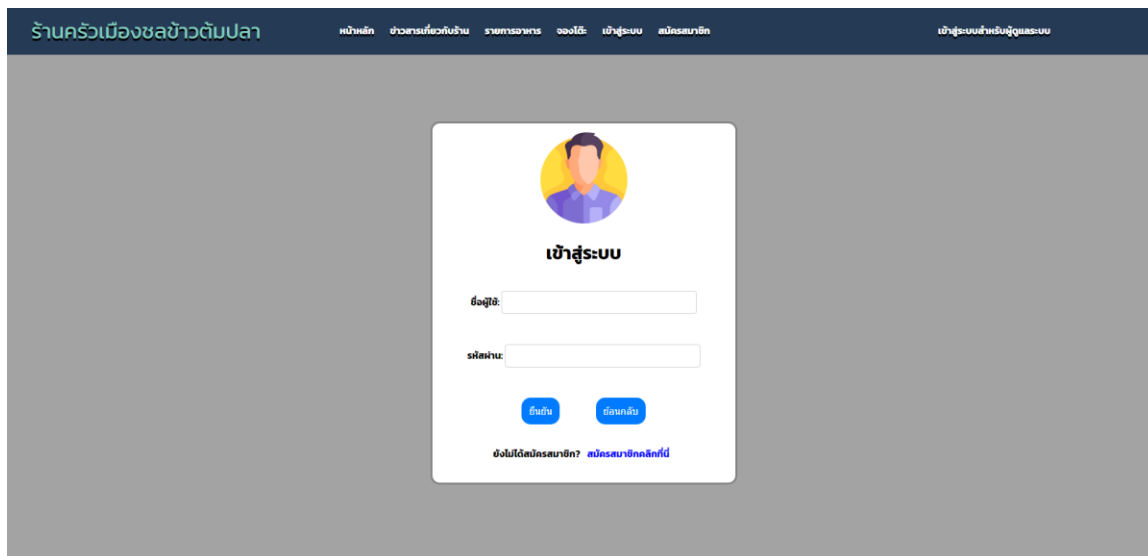 ร้านครัวเมืองชลข้าวต้มปลา หน้าหลัก ข่าวสารเกี่ยวกับร้าน รายการอาหาร จองโต๊ะ เข้าสู่ระบบ สมัครสมาชิก เข้าสู่ระบบสำหรับผู้ดูแลระบบ
เข้าสู่ระบบ
ชื่อผู้ใช้:
รหัสผ่าน:
ยืนยัน ย้อนกลับ
ยังไม่ได้สมัครสมาชิก? สมัครสมาชิกคลิกที่นี่